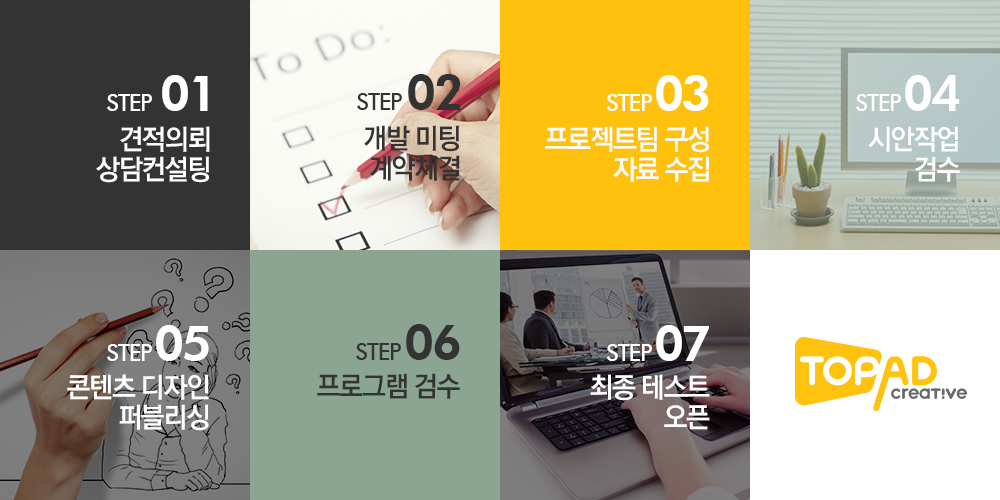 To Do:
STEP 01
견적의뢰
상담컨설팅
STEP 02
개발 미팅
계약체결
STEP 03
프로젝트팀 구성
자료 수집
STEP 04
시안작업
검수
STEP 05
콘텐츠 디자인
퍼블리싱
STEP 06
프로그램 검수
STEP 07
최종 테스트
오픈
TOPAD
creative